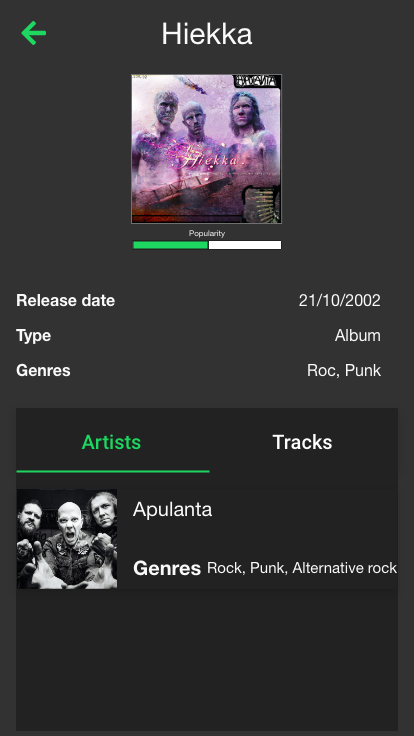 Hiekka
APULANTA
Hiekka.
Popularity
Release date 21/10/2002
Type Album
Genres Roc, Punk
Artists Tracks
Apulanta
Genres Rock, Punk, Alternative rock